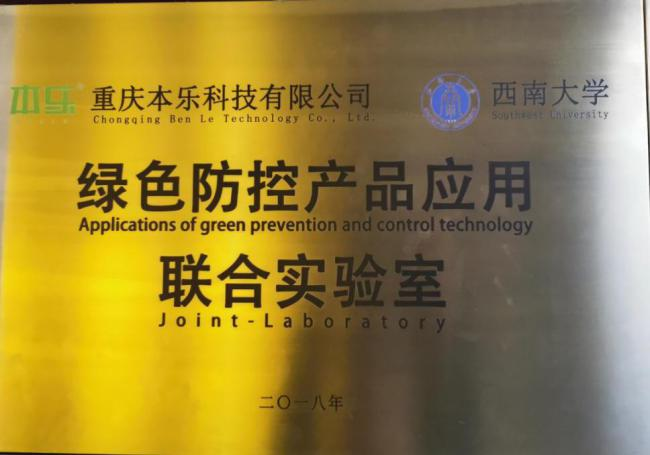 本乐® 重庆本乐科技有限公司 西南大学
Chongqing Ben Le Technology Co., Ltd. Southwest University
绿色防控产品应用
Applications of green prevention and control technology
联合实验室
Joint-Laboratory
二〇一八年